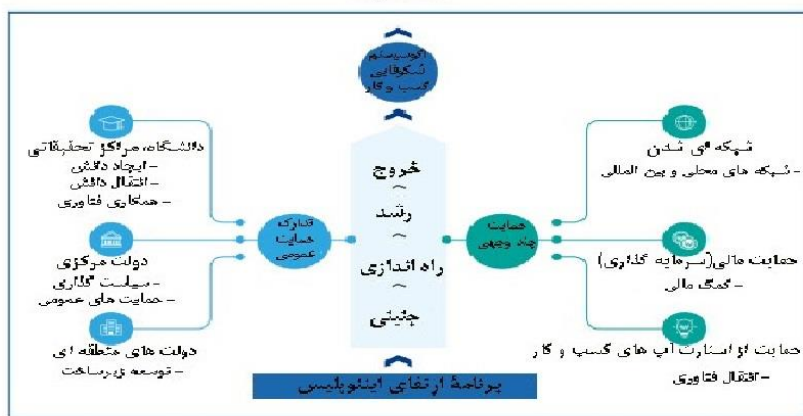 اکوسیستم
شکوفایی
کسب و کار
خروج
رشد
راه اندازی
جنینی
برنامهٔ ارتقای اینوپلیس
حمایت
چند وجهی
شبکه ای شدن
- شبکه های محلی و بین المللی
حمایت مالی(سرمایه گذاری)
- کمک مالی
حمایت از استارت آپ های کسب و کار
- انتقال فناوری
تدارک
حمایت
عمومی
دانشگاه، مراکز تحقیقاتی
- ایجاد دانش
- انتقال دانش
- همکاری فناوری
دولت مرکزی
- سیاست گذاری
- حمایت های عمومی
دولت های منطقه ای
- توسعه زیرساخت